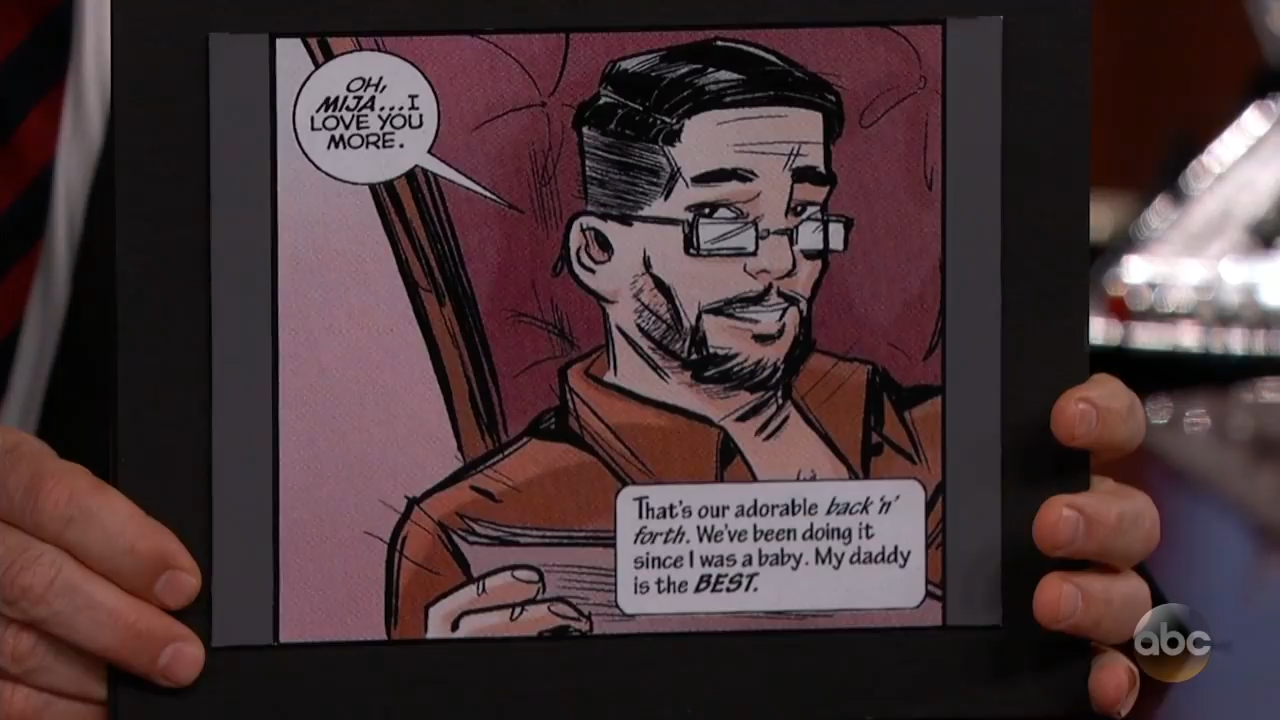 OH,
MIJA...I
LOVE YOU
MORE.
That's our adorable back 'n'
forth. We've been doing it
since I was a baby. My daddy
is the BEST.
abc